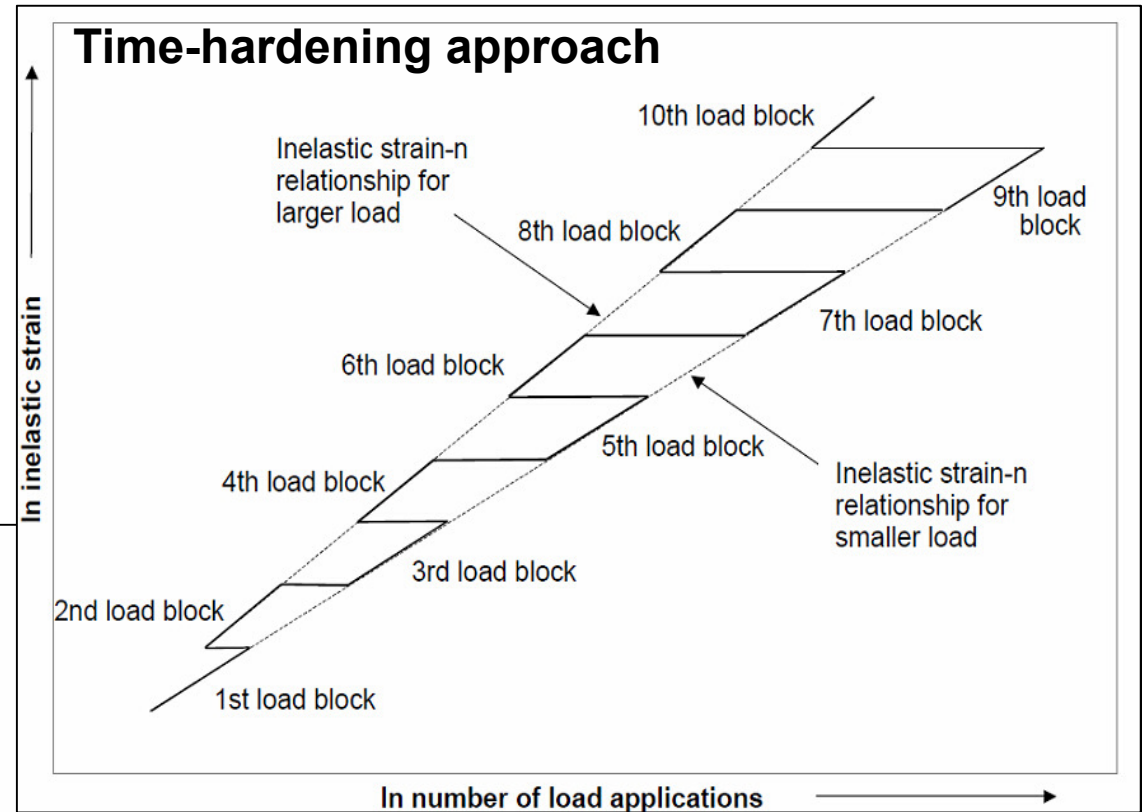 Time-hardening approach
10th load block
Inelastic strain-n
relationship for
larger load
9th load
block
8th load block
7th load block
6th load block
5th load block
Inelastic strain-n
relationship for
smaller load
4th load block
3rd load block
2nd load block
1st load block
In inelastic strain
In number of load applications